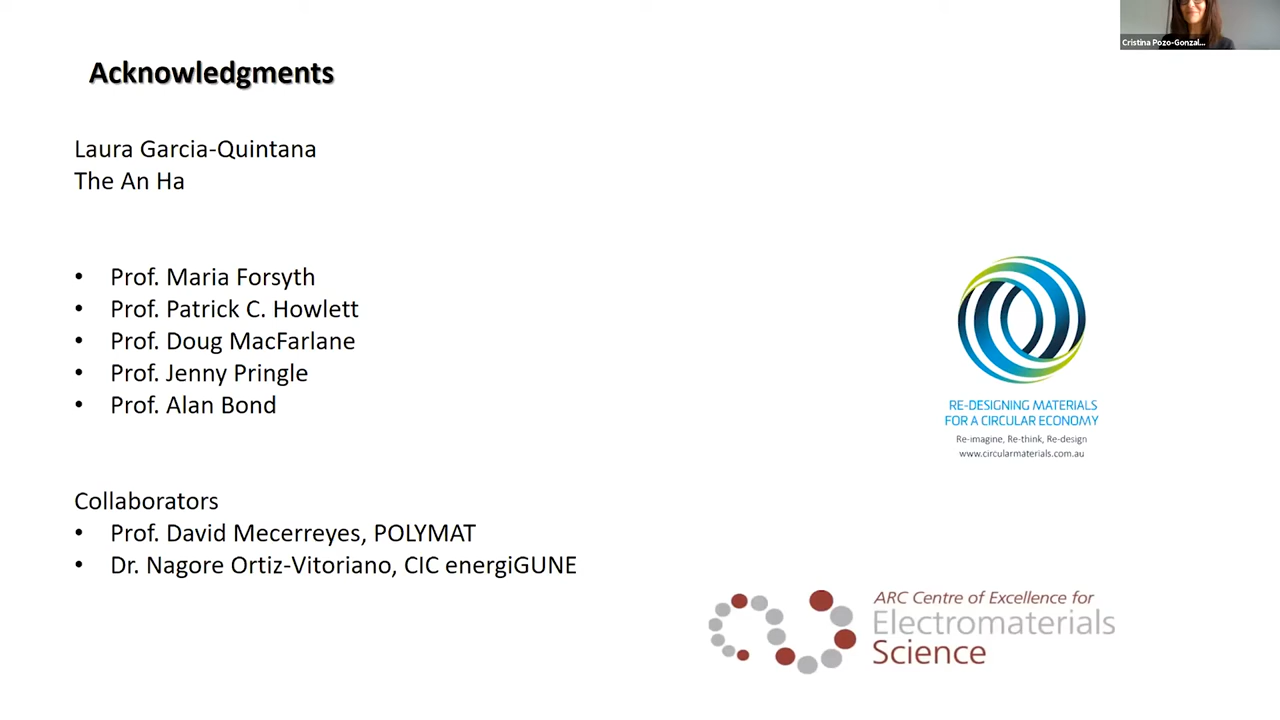 Cristina Pozo-Gonzal...
Acknowledgments
Laura Garcia-Quintana
The An Ha
• Prof. Maria Forsyth
• Prof. Patrick C. Howlett
• Prof. Doug MacFarlane
• Prof. Jenny Pringle
• Prof. Alan Bond
RE-DESIGNING MATERIALS
FOR A CIRCULAR ECONOMY
Re-imagine, Re-think, Re-design
www.circularmaterials.com.au
Collaborators
• Prof. David Mecerreyes, POLYMAT
• Dr. Nagore Ortiz-Vitoriano, CIC energiGUNE
ARC Centre of Excellence for
Electromaterials
Science